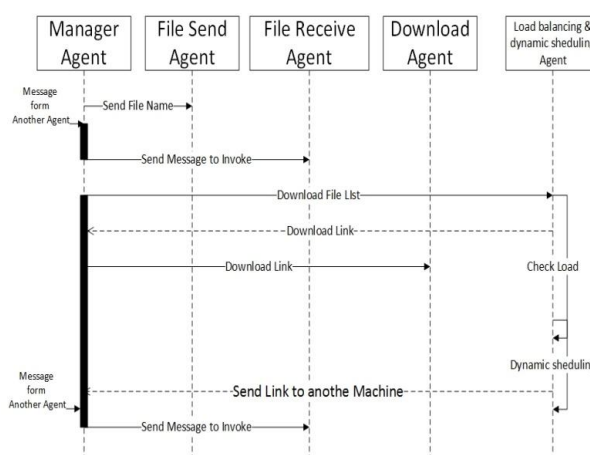 Manager
Agent
File Send
Agent
File Receive
Agent
Download
Agent
Load balancing &
dynamic sheduling
Agent
Message
form
Another Agent
Send File Name
Send Message to Invoke
Download File LIst
Download Link
Download Link
Check Load
Dynamic sheduling
Message
form
Another Agent
Send Link to anothe Machine
Send Message to Invoke